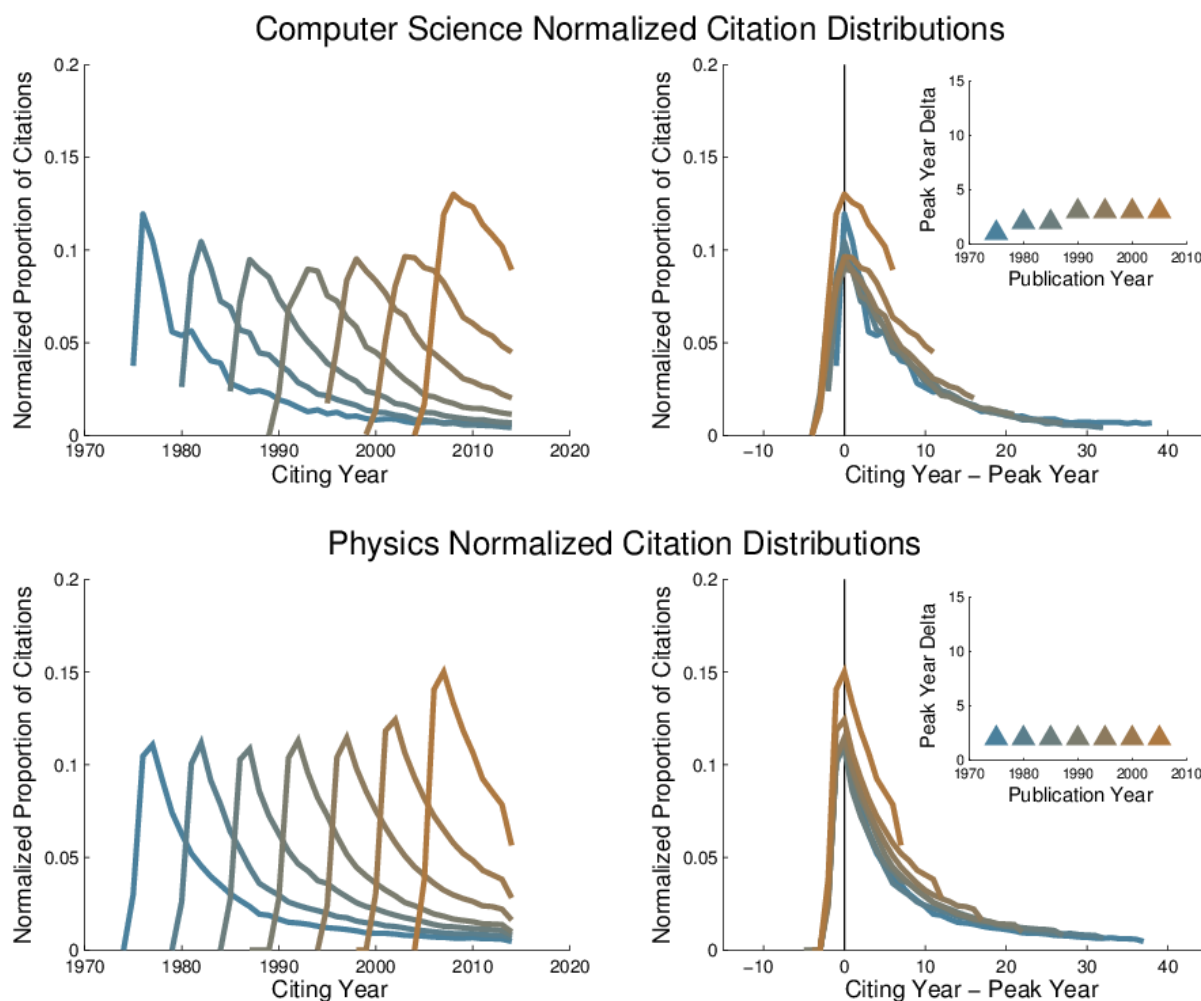 Computer Science Normalized Citation Distributions
Normalized Proportion of Citations
0.2
0.15
0.1
0.05
0
1970 1980 1990 2000 2010 2020
Citing Year
Normalized Proportion of Citations
0.2
0.15
0.1
0.05
0
−10 0 10 20 30 40
Citing Year − Peak Year
Peak Year Delta
15
10
5
0
1970 1980 1990 2000 2010
Publication Year
Physics Normalized Citation Distributions
Normalized Proportion of Citations
0.2
0.15
0.1
0.05
0
1970 1980 1990 2000 2010 2020
Citing Year
Normalized Proportion of Citations
0.2
0.15
0.1
0.05
0
−10 0 10 20 30 40
Citing Year − Peak Year
Peak Year Delta
15
10
5
0
1970 1980 1990 2000 2010
Publication Year